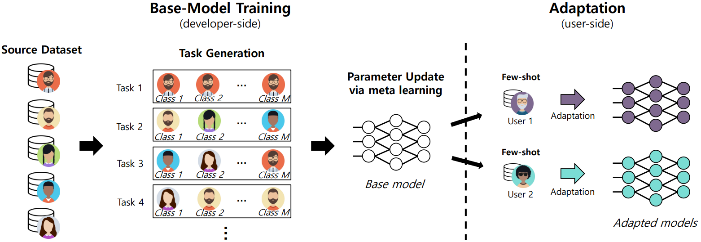 Base-Model Training
(developer-side)
Adaptation
(user-side)
Source Dataset
Task Generation
Task 1
Class 1 Class 2 ... Class M
Task 2
Class 1 Class 2 ... Class M
Task 3
Class 1 Class 2 ... Class M
Task 4
Class 1 Class 2 ... Class M
...
Parameter Update
via meta learning
Base model
Few-shot
User 1
Adaptation
Few-shot
User 2
Adaptation
Adapted models